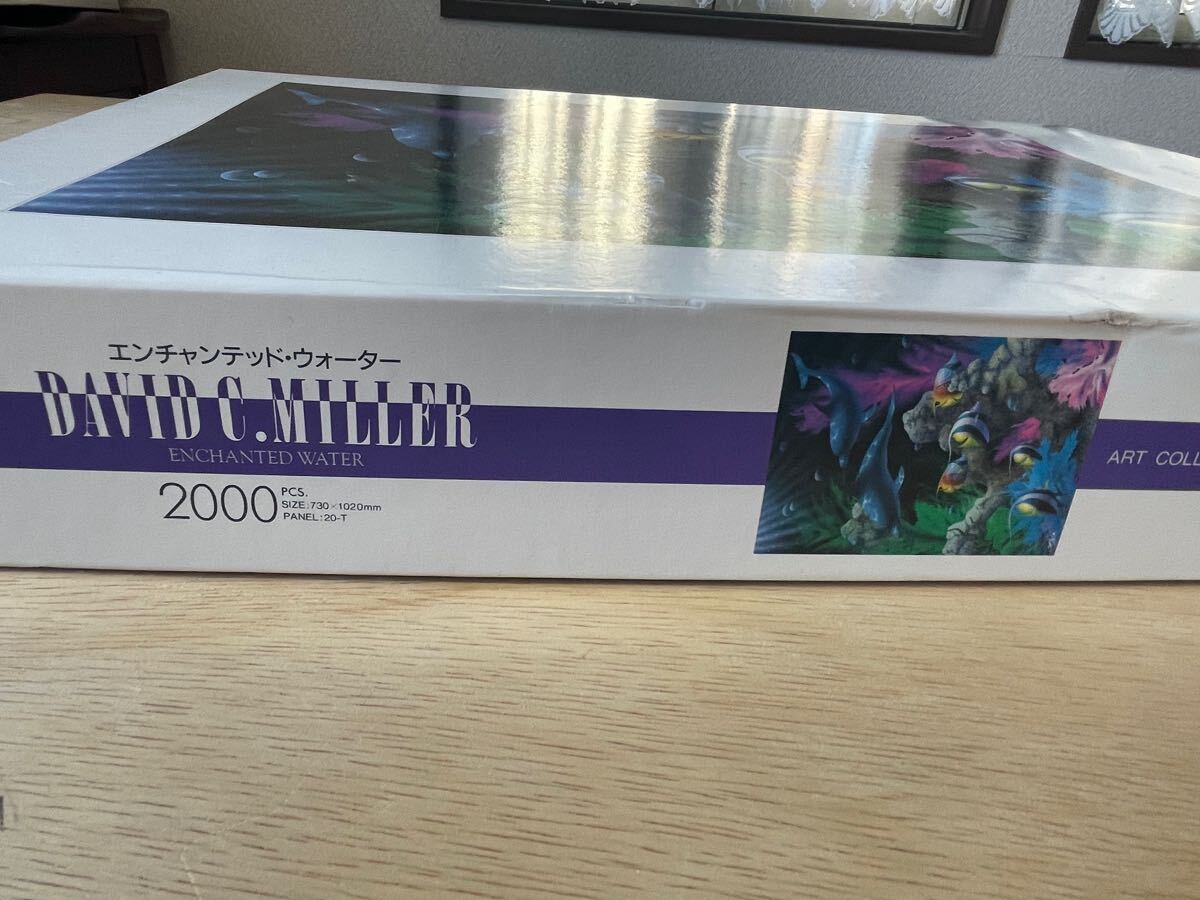 エンチャンテッド・ウォーター
DAVID C.MILLER
ENCHANTED WATER
2000 PCS.
SIZE:730×1020mm
PANEL:20-T
ART COLL